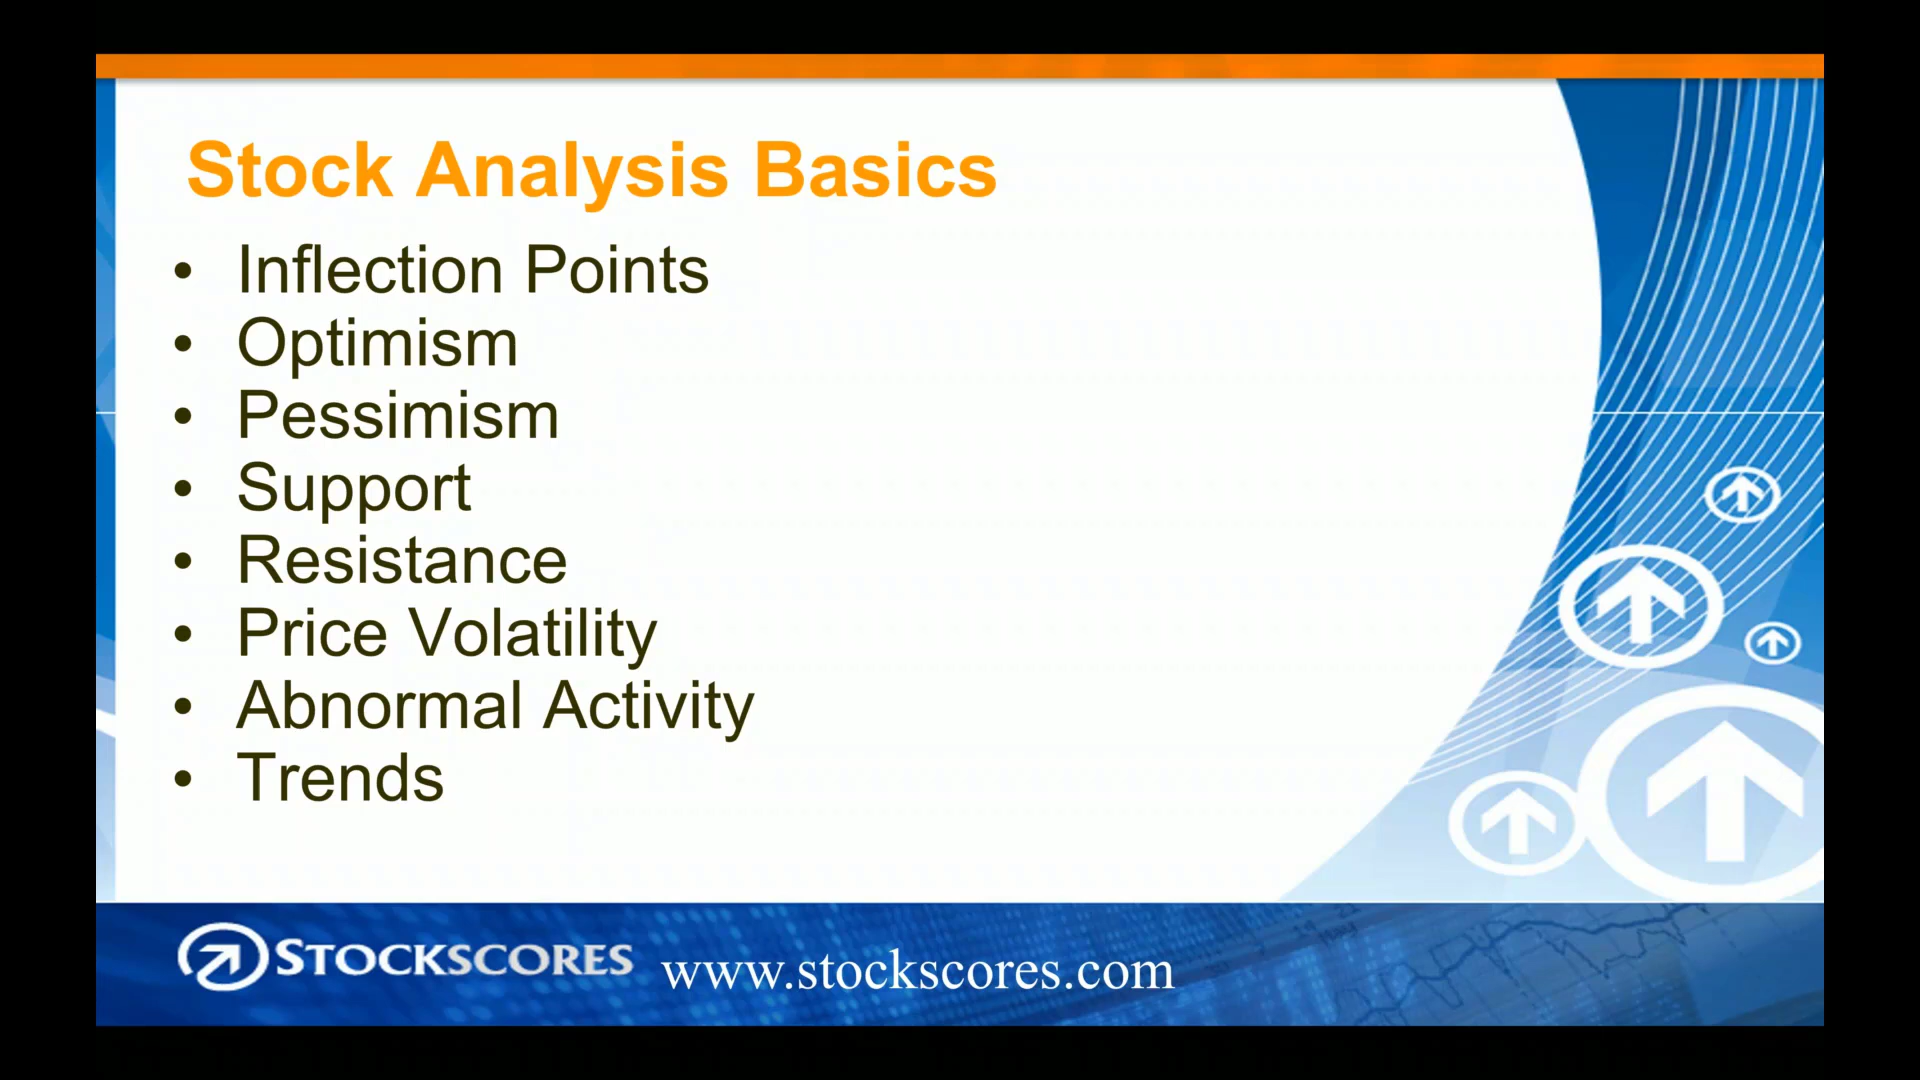 Stock Analysis Basics
• Inflection Points
• Optimism
• Pessimism
• Support
• Resistance
• Price Volatility
• Abnormal Activity
• Trends
STOCKSCORES www.stockscores.com